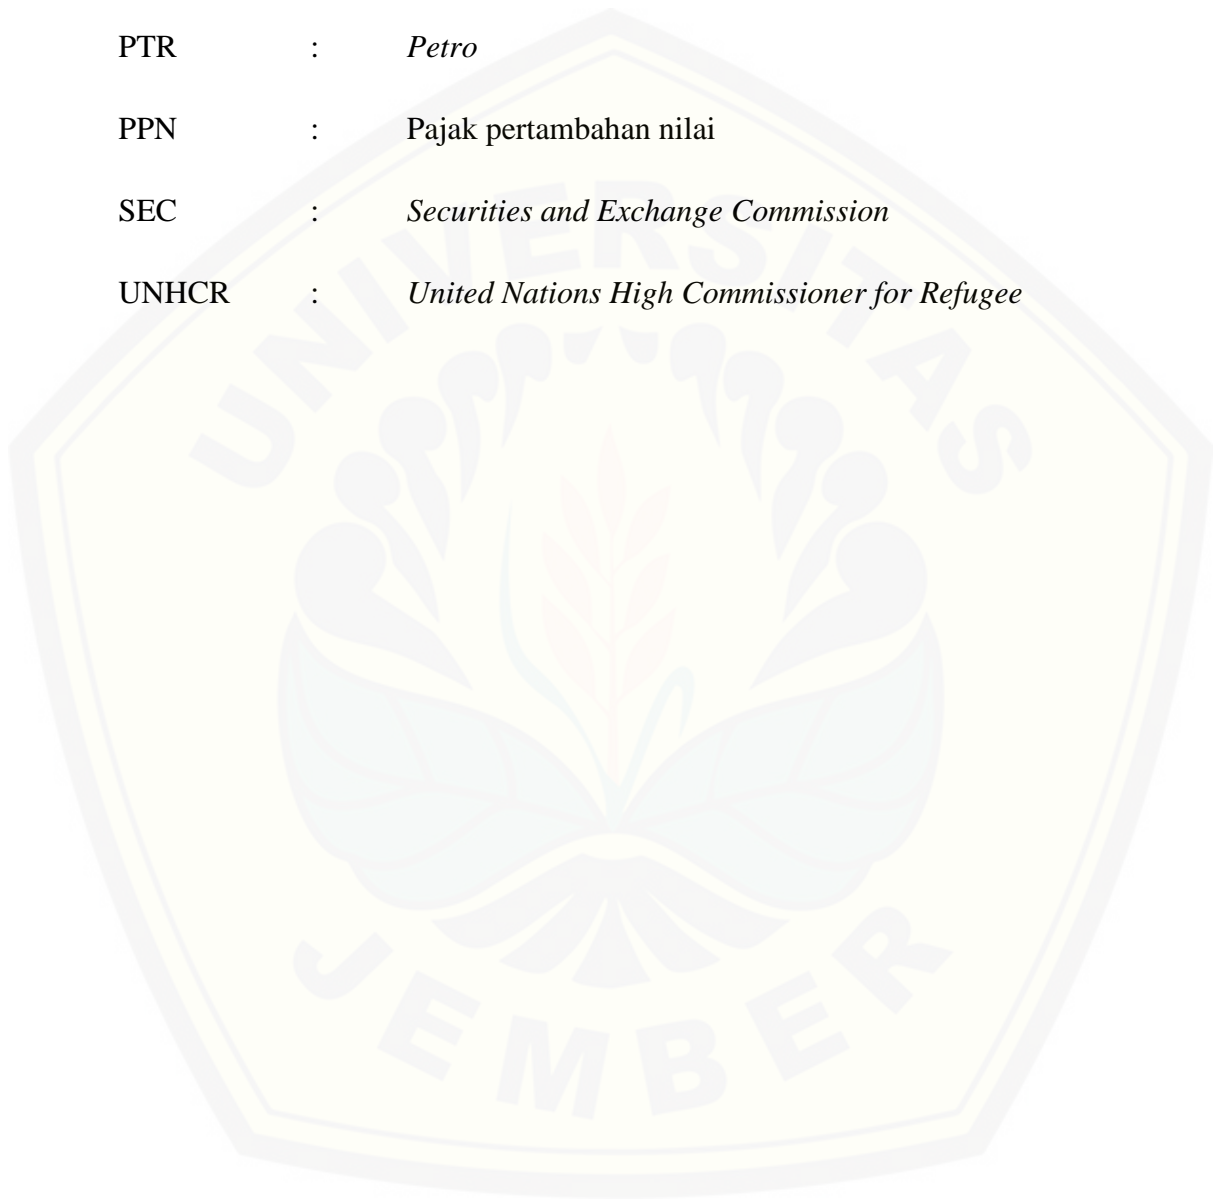 PTR : Petro
PPN : Pajak pertambahan nilai
SEC : Securities and Exchange Commission
UNHCR : United Nations High Commissioner for Refugee
UNIVERSITAS
JEMBER